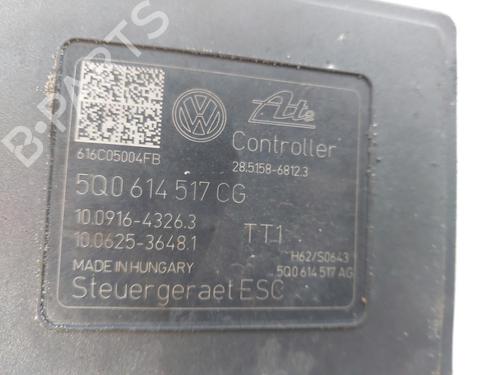 Ate
Controller
616C05004FB
28.5158-6812.3
5Q0 614 517 CG
10.0916-4326.3
10.0625-3648.1
TT1
H62/S0643
MADE IN HUNGARY
5Q0 614 517 AG
Steuergeraet ESC
B-PARTS